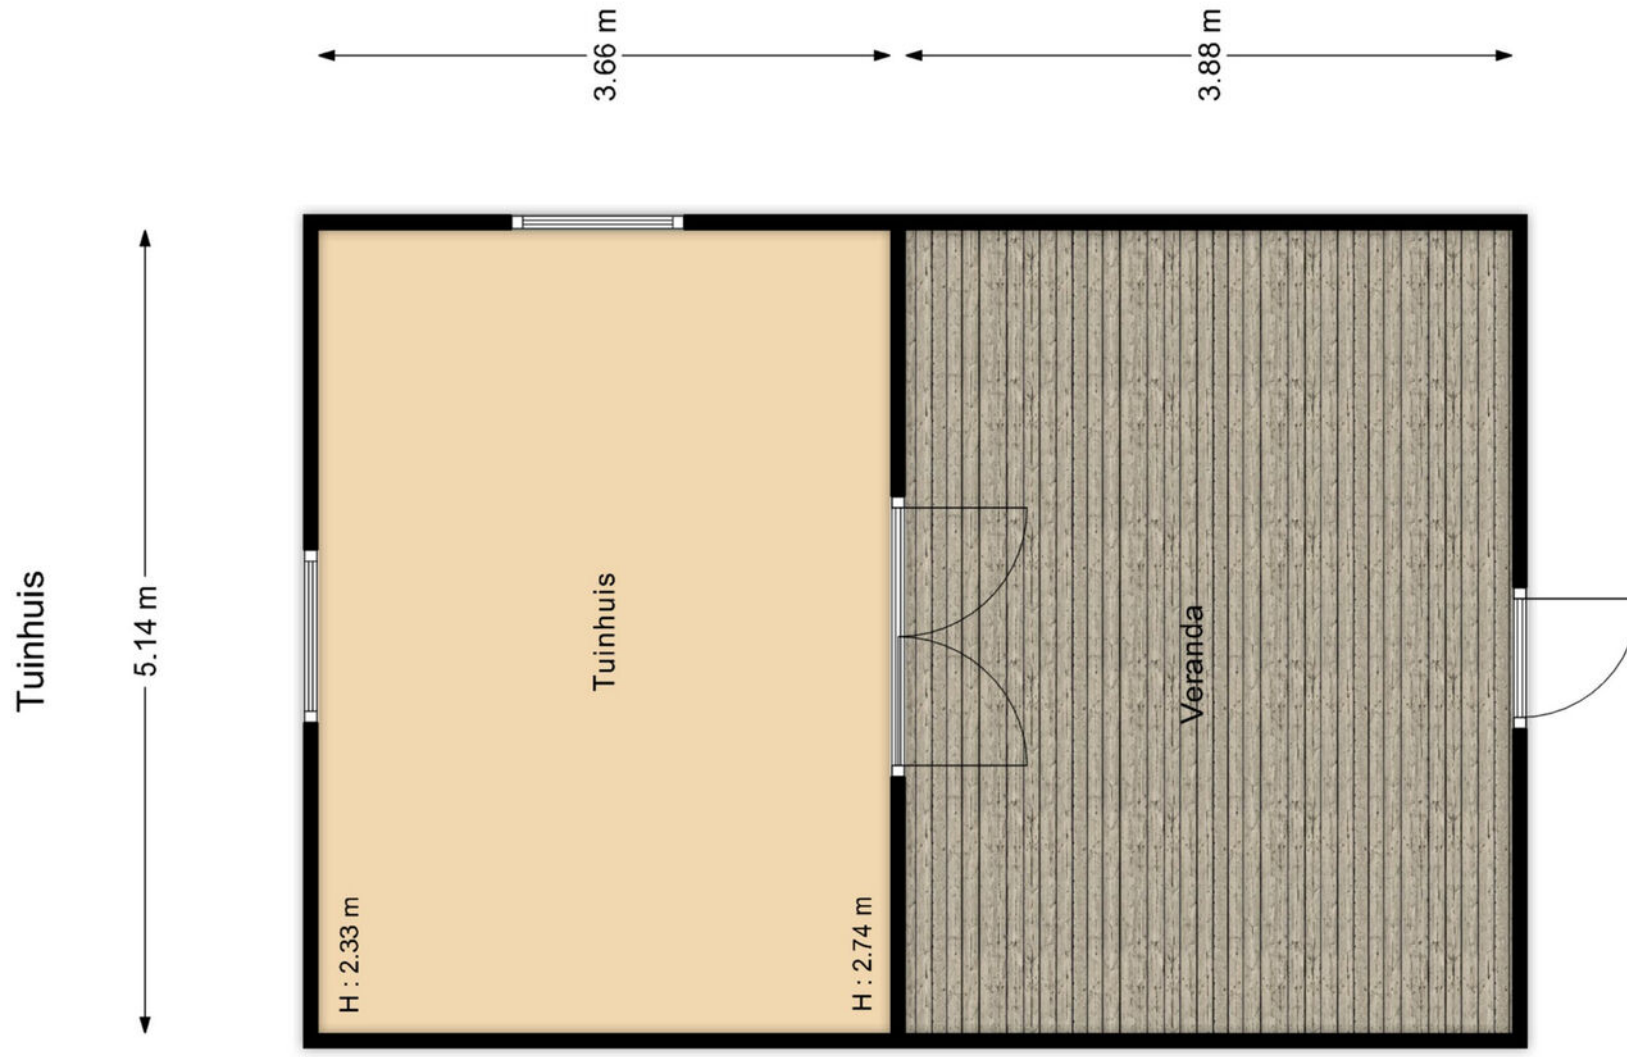 Tuinhuis
5.14 m
3.66 m
3.88 m
Tuinhuis
Veranda
H : 2.33 m
H : 2.74 m